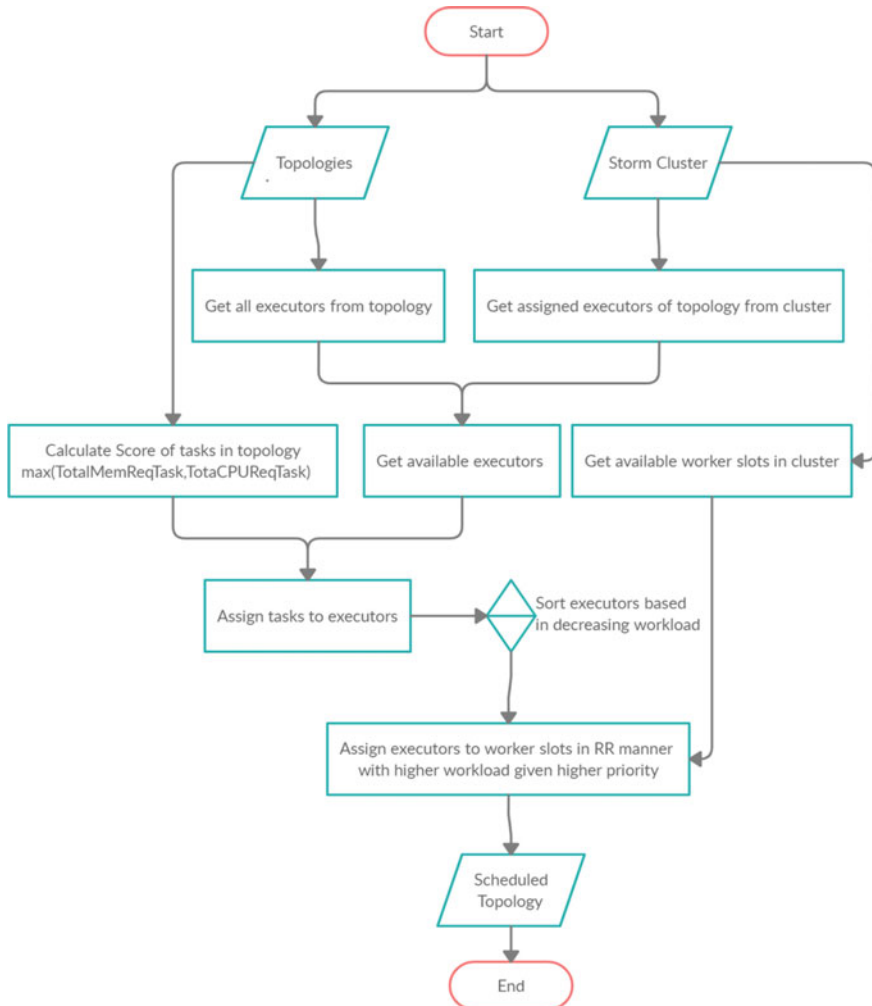 Start
Topologies
Storm Cluster
Get all executors from topology
Get assigned executors of topology from cluster
Calculate Score of tasks in topology
max(TotalMemReqTask,TotaCPUReqTask)
Get available executors
Get available worker slots in cluster
Assign tasks to executors
Sort executors based
in decreasing workload
Assign executors to worker slots in RR manner
with higher workload given higher priority
Scheduled
Topology
End